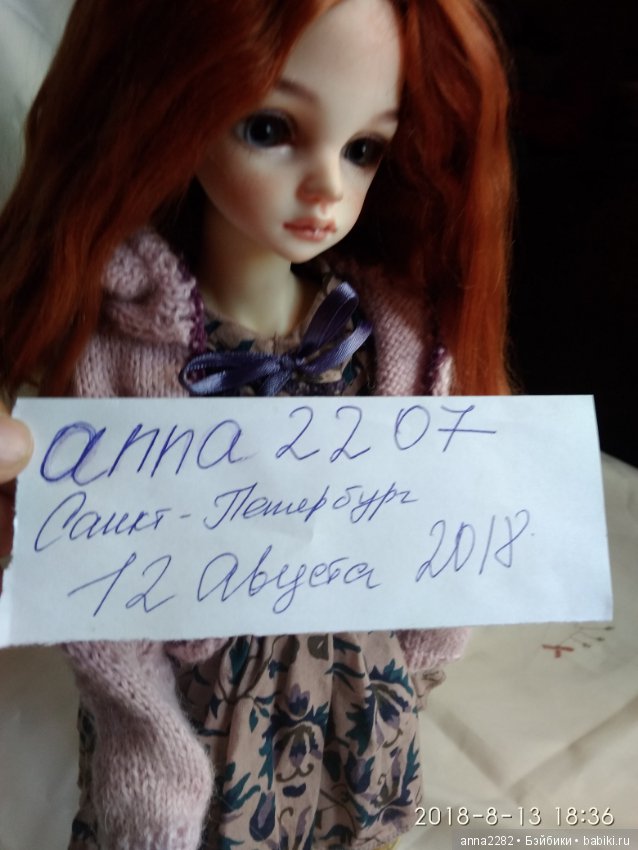 anna 2207
Санкт-Петербург
12 Августа 2018.
2018-8-13 18:36
anna2282 • Бэйбики • babiki.ru